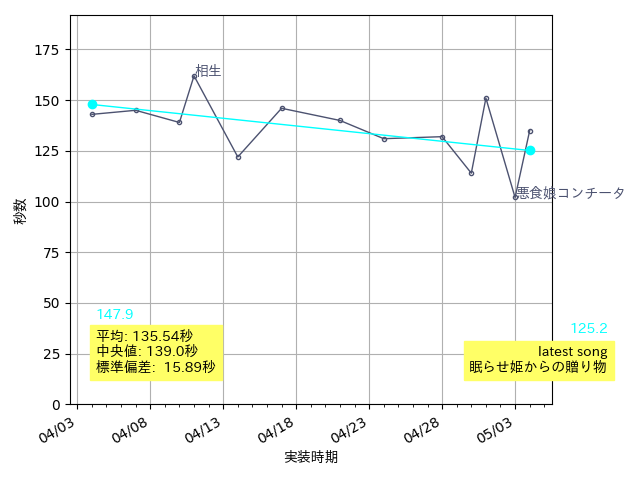 175
150
125
100
75
50
25
0
秒数
相生
悪食娘コンチータ
147.9
平均: 135.54秒
中央値: 139.0秒
標準偏差: 15.89秒
125.2
latest song
眠らせ姫からの贈り物
04/03
04/08
04/13
04/18
04/23
04/28
05/03
実装時期